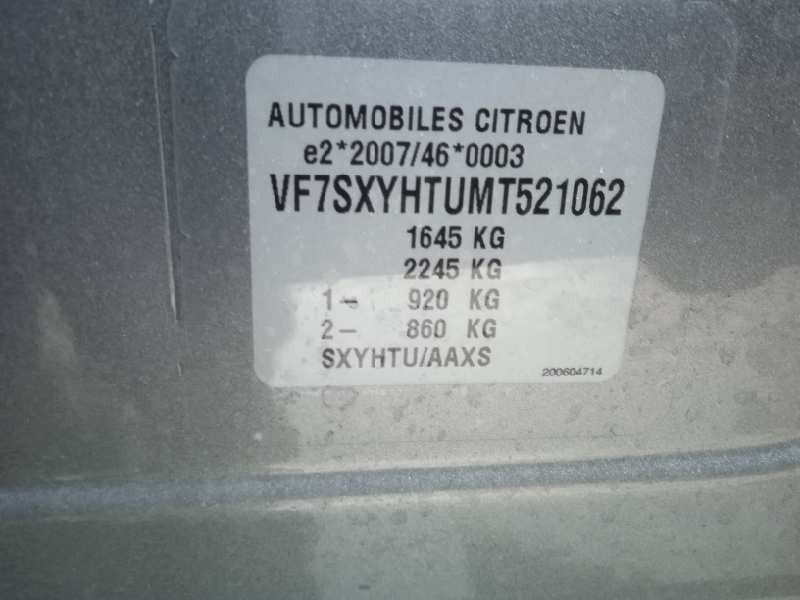 AUTOMOBILES CITROEN
e2*2007/46*0003
VF7SXYHTUMT521062
1645 KG
2245 KG
1- 920 KG
2- 860 KG
SXYHTU/AAXS
200604714